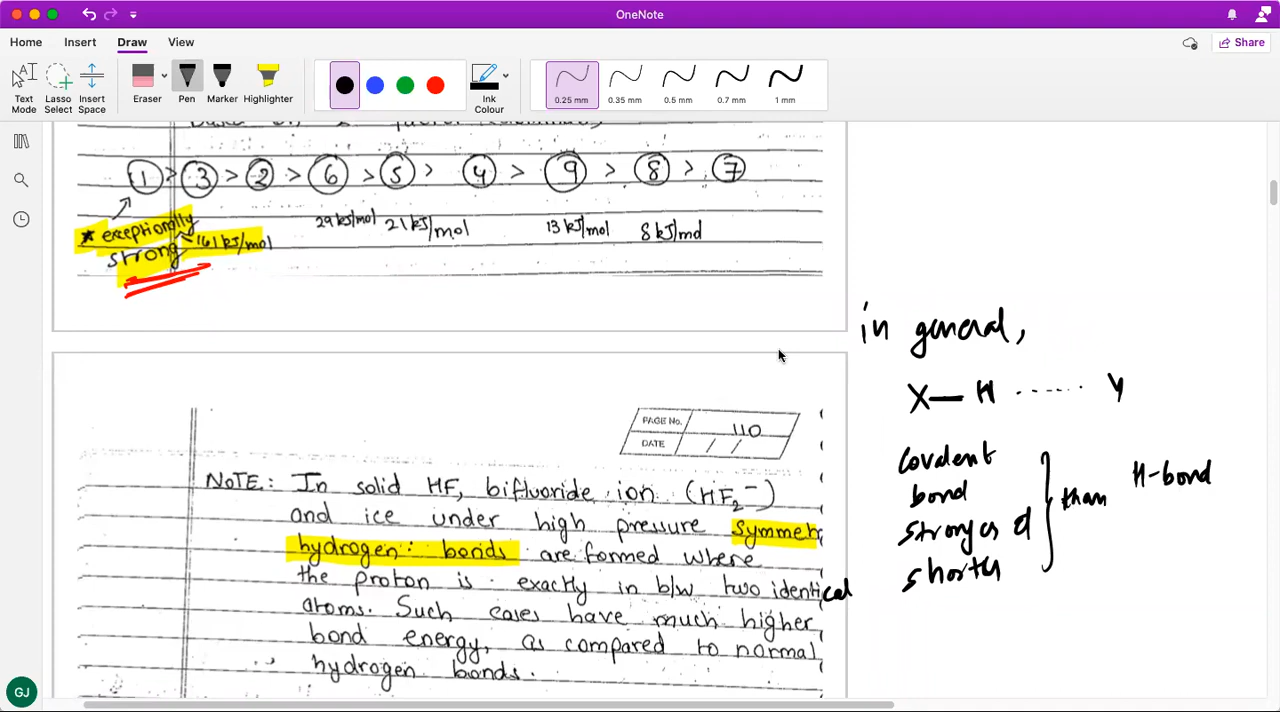 OneNote
Home Insert Draw View
Share
Text Mode
Lasso Select
Insert Space
Eraser
Pen
Marker
Highlighter
Ink Colour
0.25 mm
0.35 mm
0.5 mm
0.7 mm
1 mm
1 > 3 > 2 > 6 > 5 > 4 > 9 > 8 > 7
29 kJ/mol 21 kJ/mol 13 kJ/mol 8 kJ/mol
* exceptionally
strong ~ 161 kJ/mol
in general,
X — H ...... Y
covalent
bond
stronger &
shorter
than
H-bond
PAGE No. 110
DATE / /
NOTE: In solid HF, bifluoride ion (HF2-)
and ice under high pressure symmetr
hydrogen bonds are formed where
the proton is exactly in b/w two identical
atoms. Such cases have much higher
bond energy, as compared to normal
hydrogen bonds.
GJ